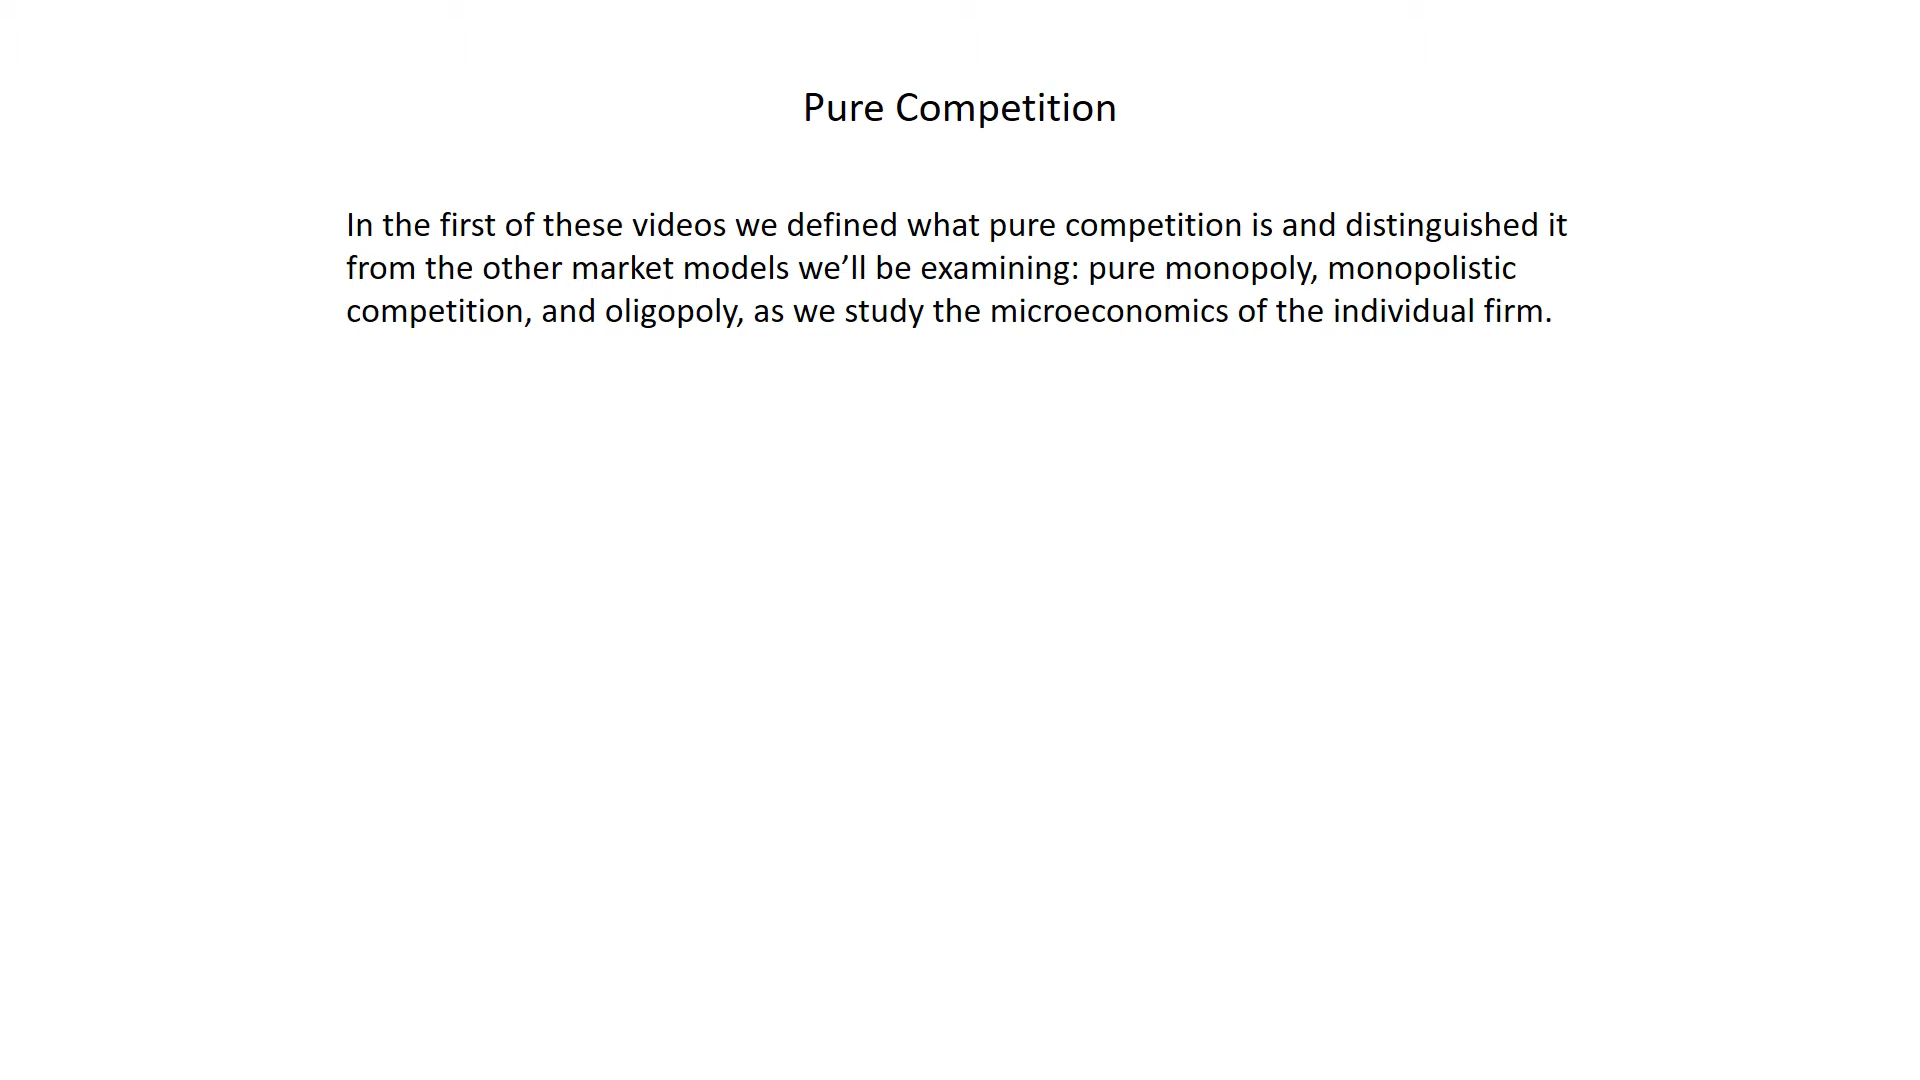 Pure Competition
In the first of these videos we defined what pure competition is and distinguished it
from the other market models we’ll be examining: pure monopoly, monopolistic
competition, and oligopoly, as we study the microeconomics of the individual firm.